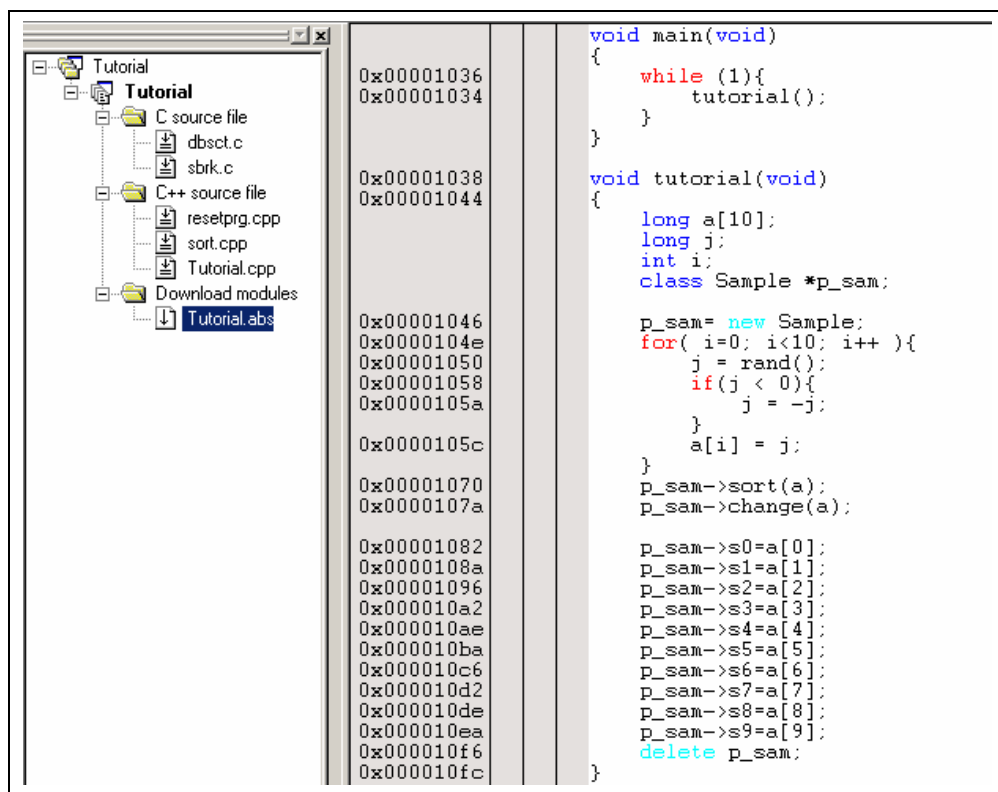 Tutorial
Tutorial
C source file
dbsct.c
sbrk.c
C++ source file
resetprg.cpp
sort.cpp
Tutorial.cpp
Download modules
Tutorial.abs
void main(void)
{
0x00001036 while (1){
0x00001034 tutorial();
}
}
0x00001038 void tutorial(void)
0x00001044 {
long a[10];
long j;
int i;
class Sample *p_sam;
0x00001046 p_sam= new Sample;
0x0000104e for( i=0; i<10; i++ ){
0x00001050 j = rand();
0x00001058 if(j < 0){
0x0000105a j = -j;
}
0x0000105c a[i] = j;
}
0x00001070 p_sam->sort(a);
0x0000107a p_sam->change(a);
0x00001082 p_sam->s0=a[0];
0x0000108a p_sam->s1=a[1];
0x00001096 p_sam->s2=a[2];
0x000010a2 p_sam->s3=a[3];
0x000010ae p_sam->s4=a[4];
0x000010ba p_sam->s5=a[5];
0x000010c6 p_sam->s6=a[6];
0x000010d2 p_sam->s7=a[7];
0x000010de p_sam->s8=a[8];
0x000010ea p_sam->s9=a[9];
0x000010f6 delete p_sam;
0x000010fc }